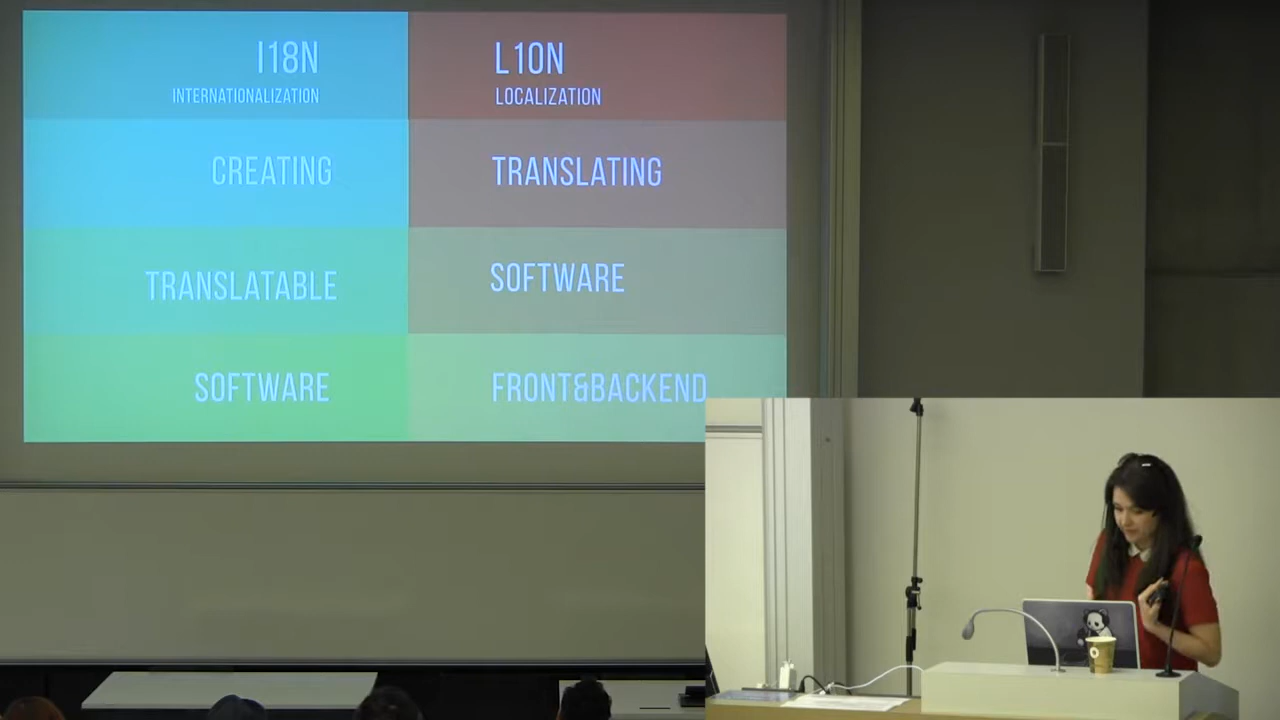 I18N
INTERNATIONALIZATION
CREATING
TRANSLATABLE
SOFTWARE
L10N
LOCALIZATION
TRANSLATING
SOFTWARE
FRONT&BACKEND